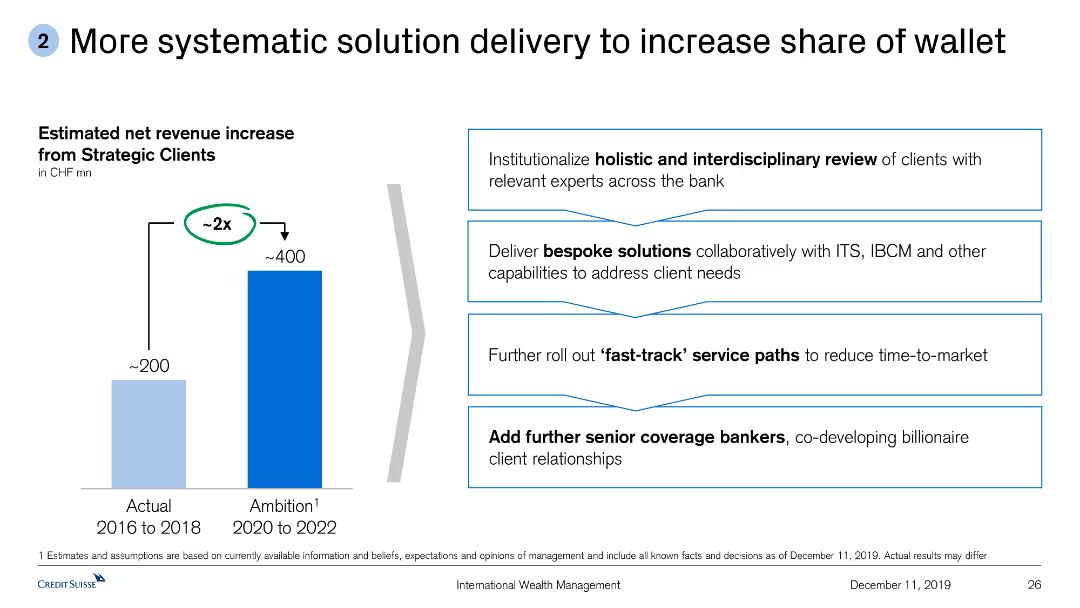 2 More systematic solution delivery to increase share of wallet
Estimated net revenue increase
from Strategic Clients
in CHF mn
~2x
~400
~200
Actual
2016 to 2018
Ambition1
2020 to 2022
Institutionalize holistic and interdisciplinary review of clients with
relevant experts across the bank
Deliver bespoke solutions collaboratively with ITS, IBCM and other
capabilities to address client needs
Further roll out ‘fast-track’ service paths to reduce time-to-market
Add further senior coverage bankers, co-developing billionaire
client relationships
1 Estimates and assumptions are based on currently available information and beliefs, expectations and opinions of management and include all known facts and decisions as of December 11, 2019. Actual results may differ
CREDIT SUISSE
International Wealth Management
December 11, 2019
26